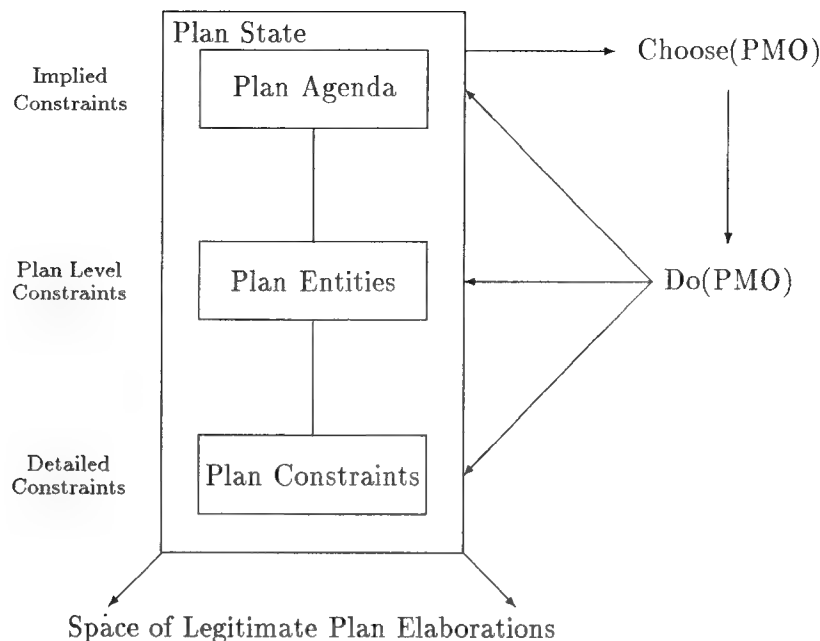 Plan State
Choose(PMO)
Implied
Constraints
Plan Agenda
Plan Level
Constraints
Plan Entities
Do(PMO)
Detailed
Constraints
Plan Constraints
Space of Legitimate Plan Elaborations